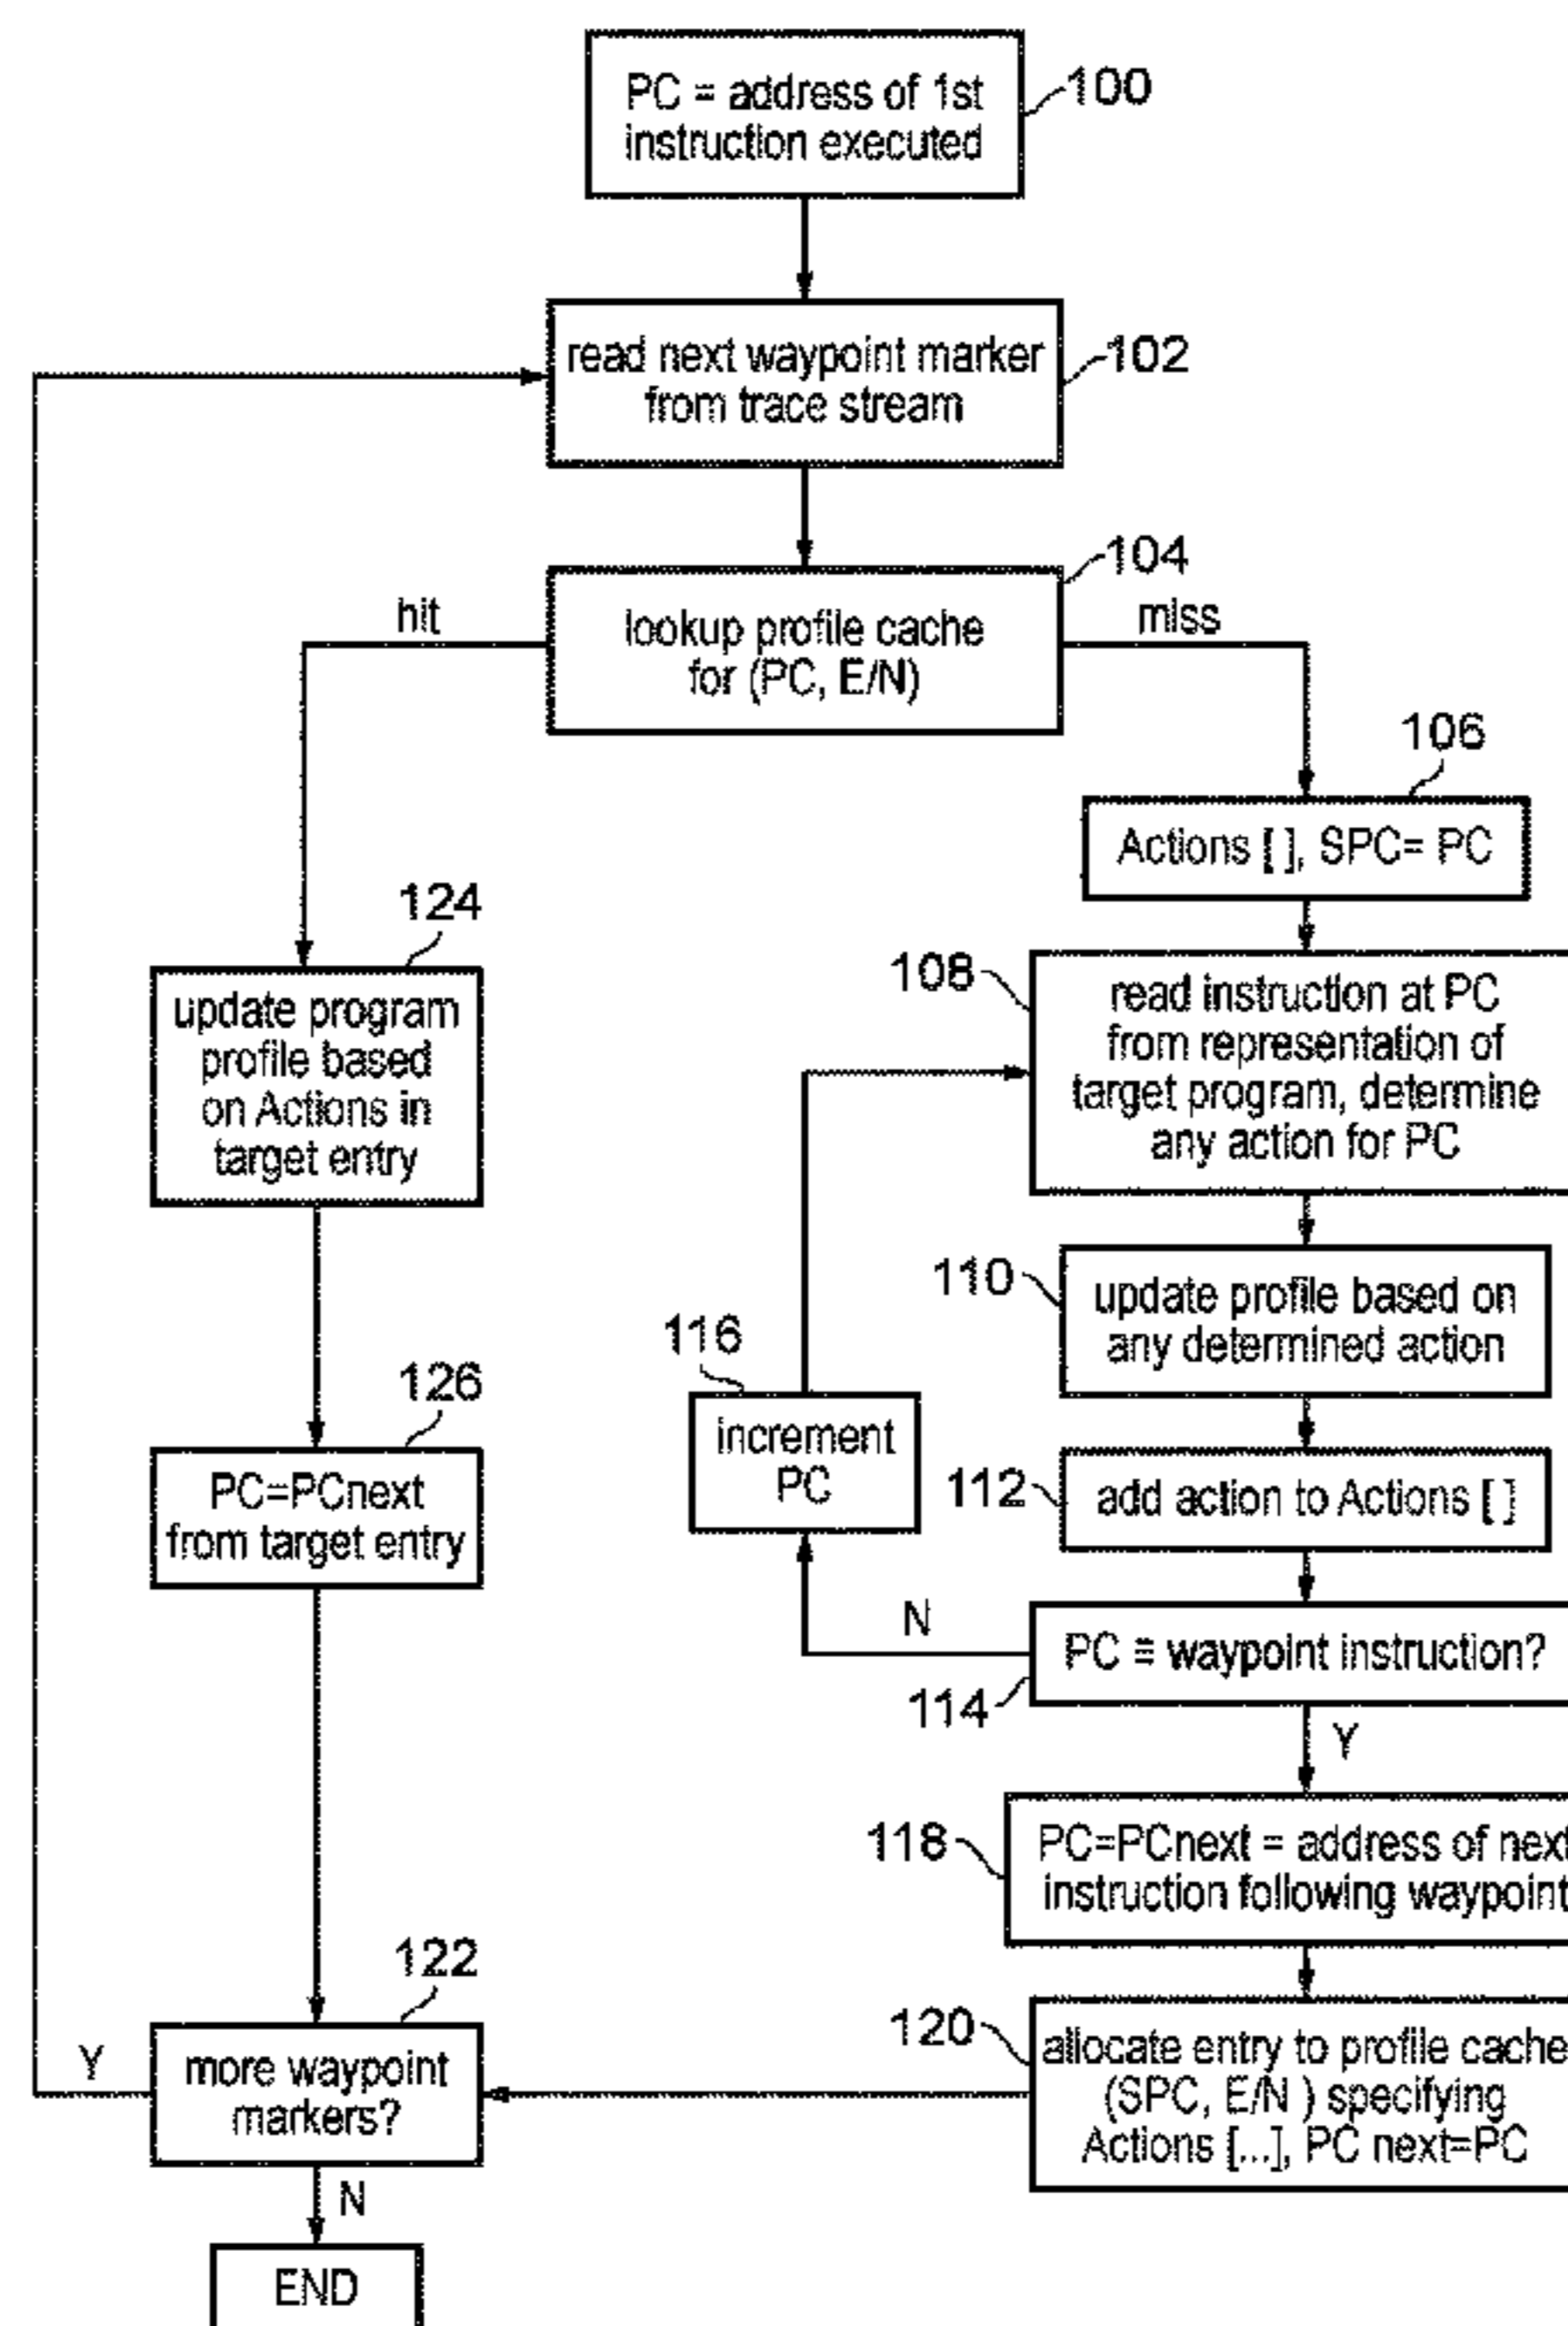 PC = address of 1st
instruction executed
100
read next waypoint marker
from trace stream
102
104
hit
lookup profile cache
for (PC, E/N)
miss
106
Actions [ ], SPC= PC
124
update program
profile based
on Actions in
target entry
108
read instruction at PC
from representation of
target program, determine
any action for PC
110
update profile based on
any determined action
116
increment
PC
126
PC=PCnext
from target entry
112
add action to Actions [ ]
N
PC = waypoint instruction?
114
Y
118
PC=PCnext = address of next
instruction following waypoint
122
more waypoint
markers?
Y
120
allocate entry to profile cache
(SPC, E/N ) specifying
Actions [...], PC next=PC
N
END